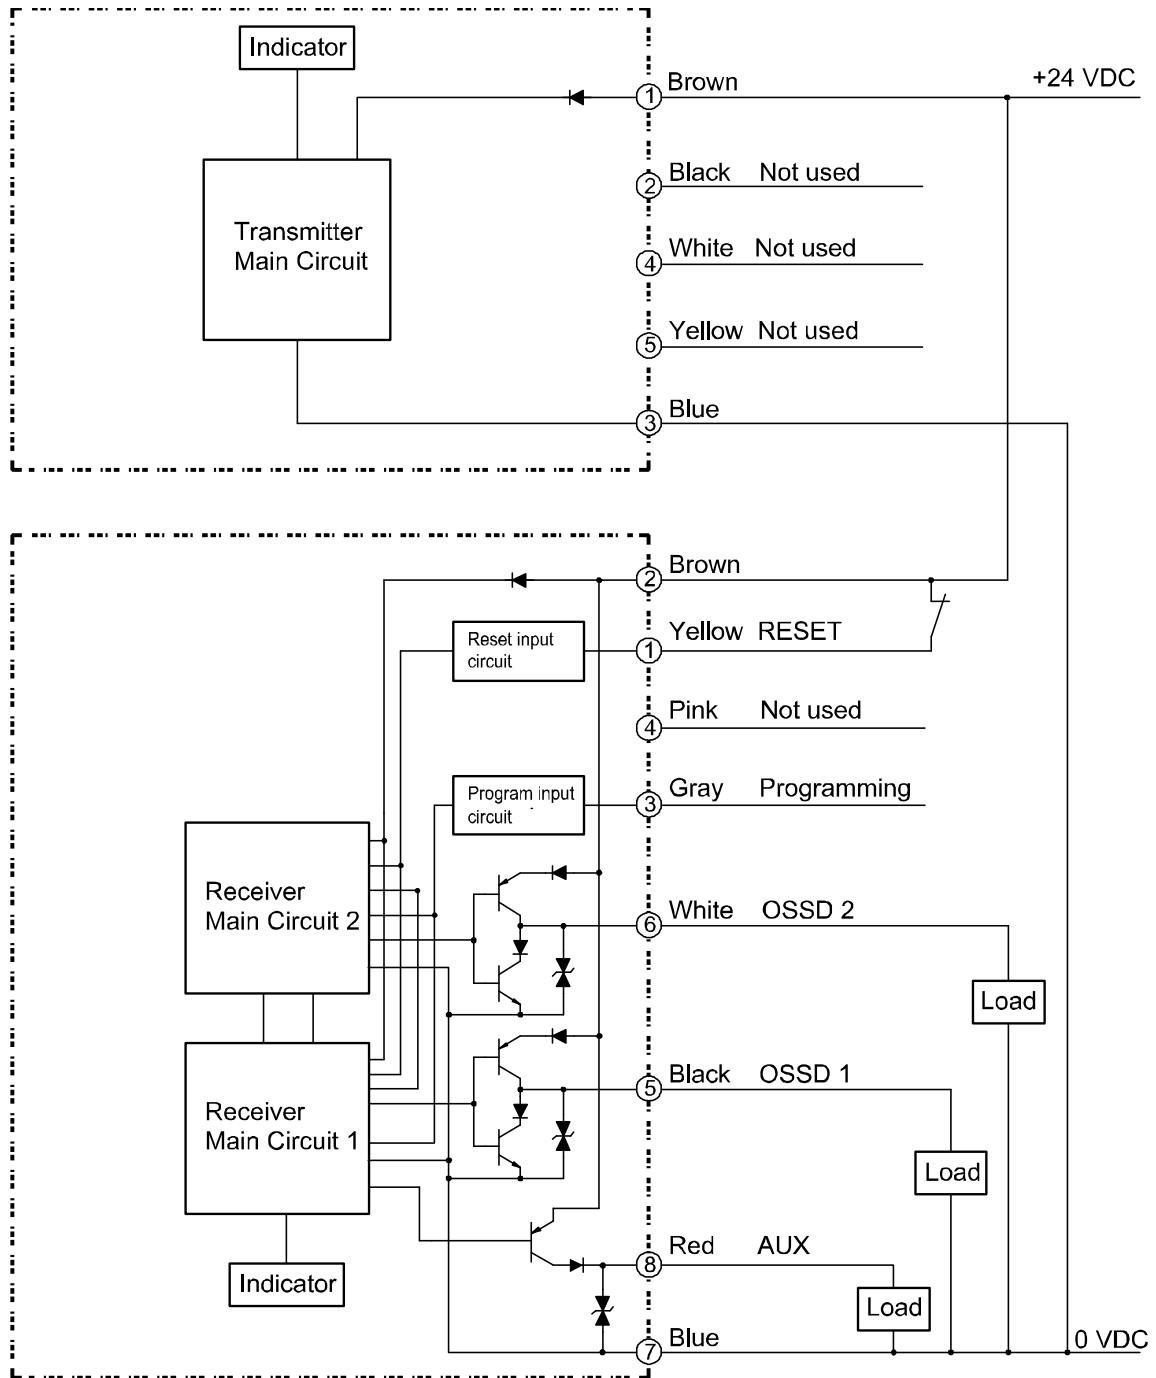 Indicator
+24 VDC
1 Brown
2 Black Not used
Transmitter
Main Circuit
4 White Not used
5 Yellow Not used
3 Blue
2 Brown
Reset input
circuit
1 Yellow RESET
4 Pink Not used
Program input
circuit
3 Gray Programming
Receiver
Main Circuit 2
6 White OSSD 2
Load
5 Black OSSD 1
Receiver
Main Circuit 1
Load
8 Red AUX
Indicator
Load
7 Blue
0 VDC